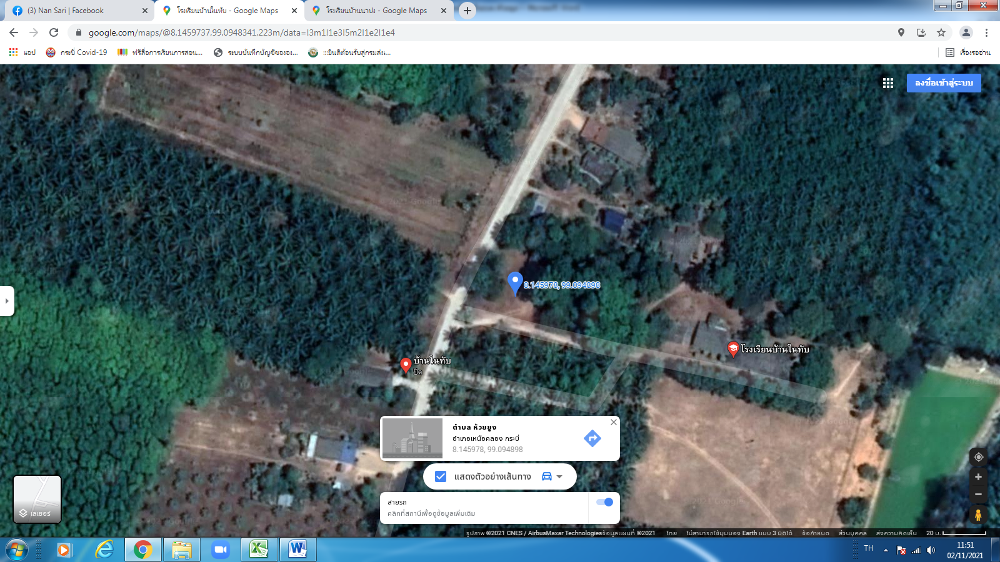 (3) Nan Sari | Facebook
โรงเรียนบ้านในทับ - Google Maps
โรงเรียนบ้านนาปง - Google Maps
google.com/maps/@8.1459737,99.0948341,223m/data=!3m1!1e3!5m2!1e2!1e4
แอป
กระบี่ Covid-19
ฟรีสื่อการเรียนการสอน...
ระบบบันทึกบัญชีขององ...
:::ยินดีต้อนรับสู่กรมส่งเ...
เรื่องรออ่าน
ลงชื่อเข้าสู่ระบบ
8.145978, 99.094898
โรงเรียนบ้านในทับ
บ้านในทับ
ปิด
ตำบล ห้วยยูง
อำเภอเหนือคลอง กระบี่
8.145978, 99.094898
แสดงตัวอย่างเส้นทาง
สายรถ
คลิกที่สถานีเพื่อดูข้อมูลเพิ่มเติม
เลเยอร์
รูปภาพ ©2021 CNES / Airbus Maxar Technologies ข้อมูลแผนที่ ©2021 ไทย ไม่สามารถใช้มุมมอง Earth แบบ 3 มิติได้ ข้อกำหนด ส่วนบุคคล ส่งความคิดเห็น 20 ม.
TH
11:51
02/11/2021